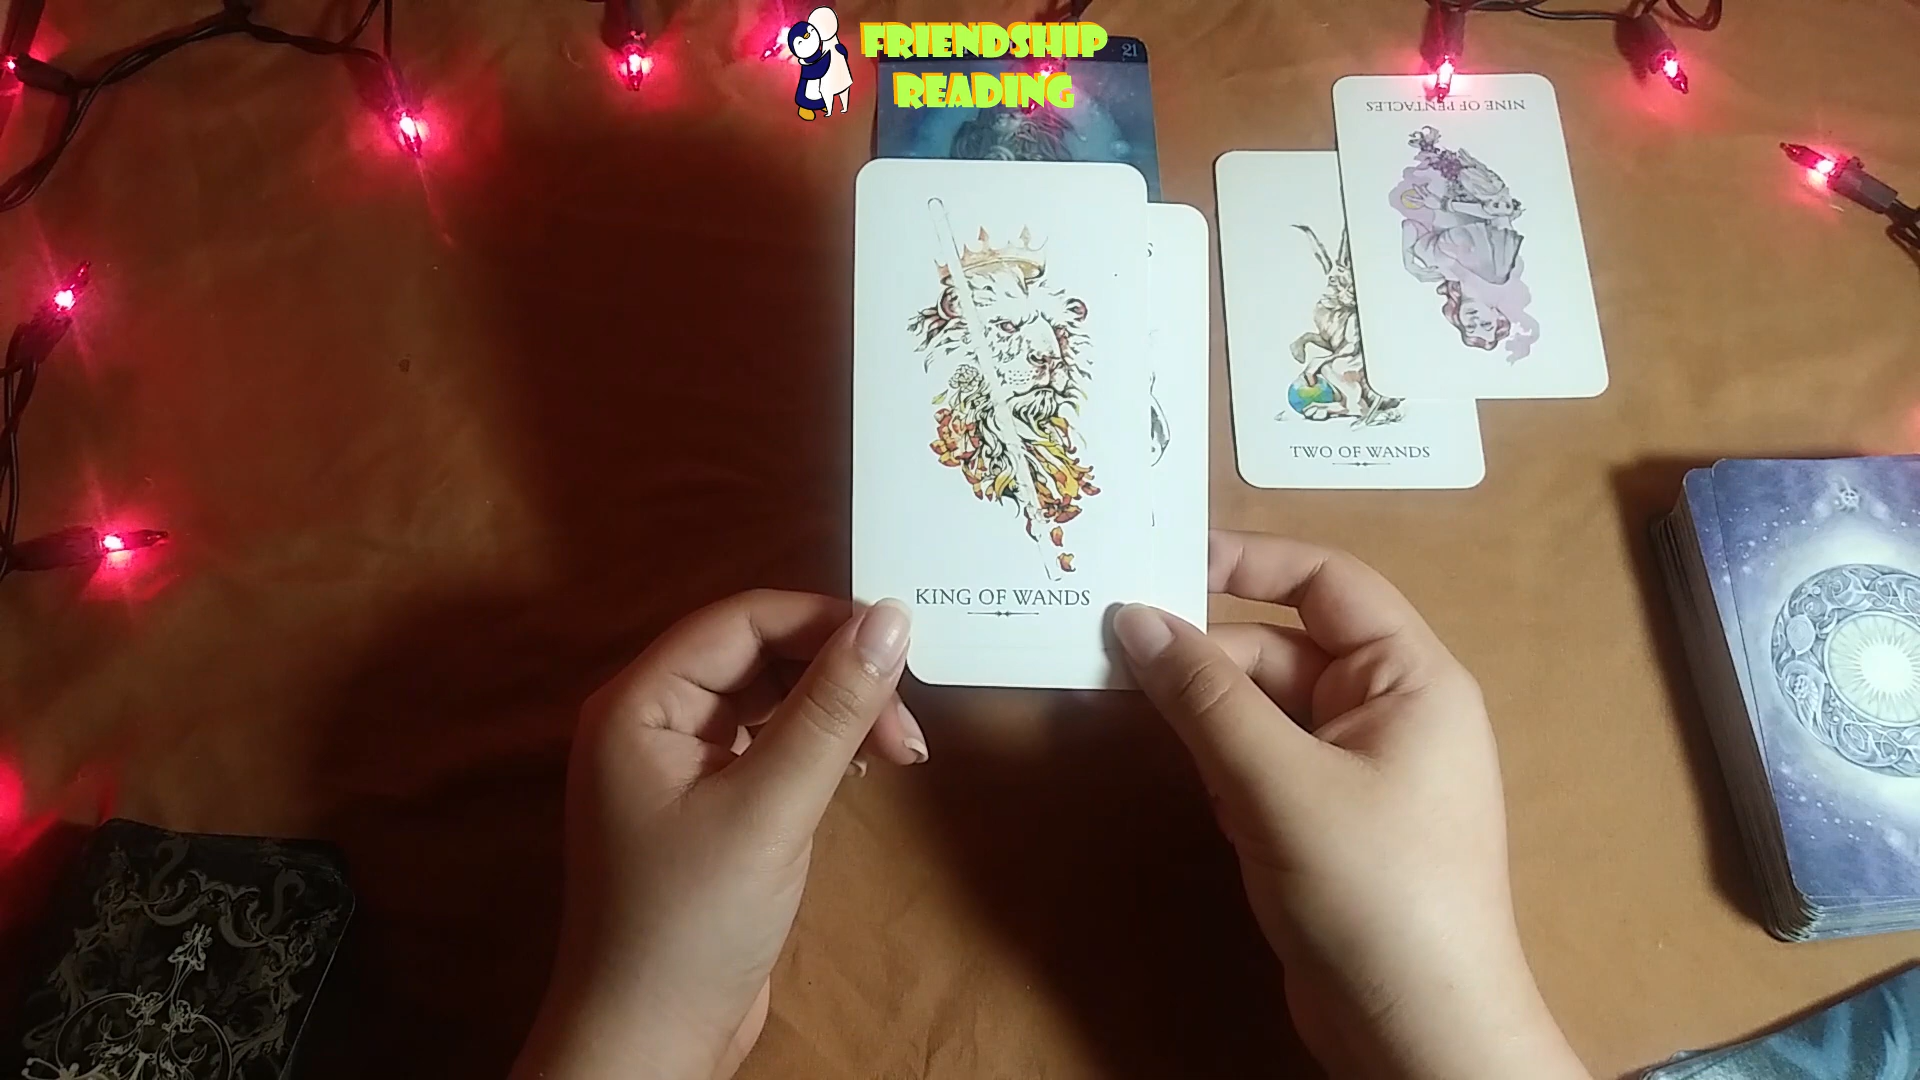 FRIENDSHIP
READING
21
NINE OF PENTACLES
S
KING OF WANDS
TWO OF WANDS